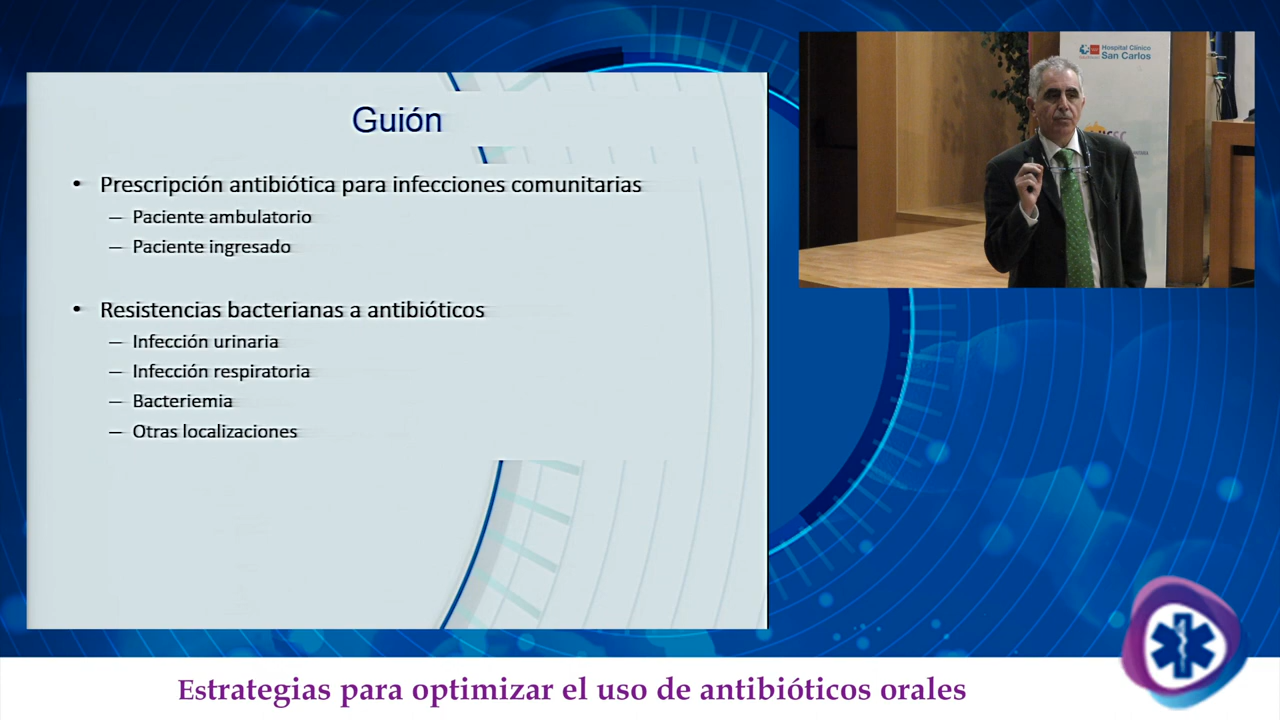 Guión
• Prescripción antibiótica para infecciones comunitarias
– Paciente ambulatorio
– Paciente ingresado
• Resistencias bacterianas a antibióticos
– Infección urinaria
– Infección respiratoria
– Bacteriemia
– Otras localizaciones
Hospital Clínico
San Carlos
Estrategias para optimizar el uso de antibióticos orales